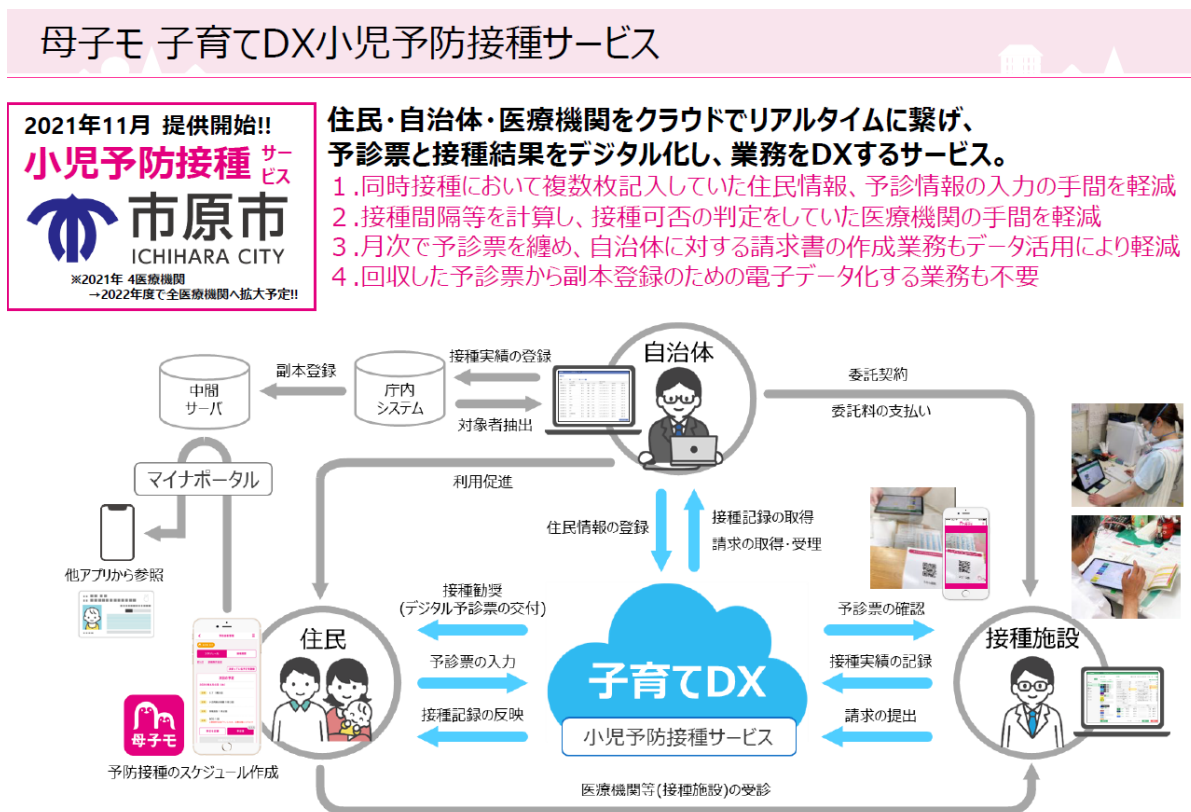 母子モ 子育てDX小児予防接種サービス
2021年11月 提供開始!!
小児予防接種 サービス
市原市
ICHIHARA CITY
※2021年 4医療機関
→2022年度で全医療機関へ拡大予定!!
住民・自治体・医療機関をクラウドでリアルタイムに繋げ、
予診票と接種結果をデジタル化し、業務をDXするサービス。
１.同時接種において複数枚記入していた住民情報、予診情報の入力の手間を軽減
２.接種間隔等を計算し、接種可否の判定をしていた医療機関の手間を軽減
３.月次で予診票を纏め、自治体に対する請求書の作成業務もデータ活用により軽減
４.回収した予診票から副本登録のための電子データ化する業務も不要
自治体
接種実績の登録
副本登録
中間
サーバ
庁内
システム
対象者抽出
委託契約
委託料の支払い
マイナポータル
利用促進
住民情報の登録
接種記録の取得
請求の取得・受理
他アプリから参照
接種勧奨
(デジタル予診票の交付)
予診票の確認
住民
接種施設
予診票の入力
子育てDX
接種実績の記録
接種記録の反映
小児予防接種サービス
請求の提出
母子モ
予防接種のスケジュール作成
医療機関等(接種施設)の受診